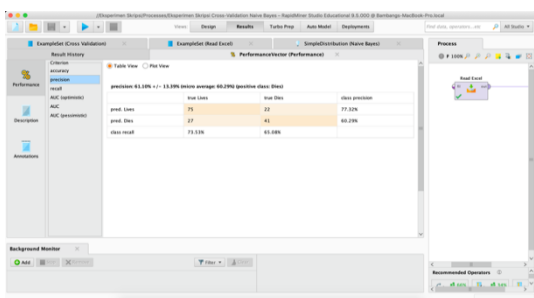 //Eksperimen Skripsi/Processes/Eksperimen Skripsi Cross-Validation Naive Bayes – RapidMiner Studio Educational 9.5.000 @ Bambangs-MacBook-Pro.local
Views: Design Results Turbo Prep Auto Model Deployments
Find data, operators...etc All Studio
ExampleSet (Cross Validation) ExampleSet (Read Excel) SimpleDistribution (Naive Bayes)
Result History PerformanceVector (Performance)
Process
100%
Performance
Description
Annotations
Criterion
accuracy
precision
recall
AUC (optimistic)
AUC
AUC (pessimistic)
Table View Plot View
precision: 61.10% +/- 13.59% (micro average: 60.29%) (positive class: Dies)
true Lives true Dies class precision
pred. Lives 75 22 77.32%
pred. Dies 27 41 60.29%
class recall 73.53% 65.08%
Read Excel
Background Monitor
Add
Filter
Recommended Operators